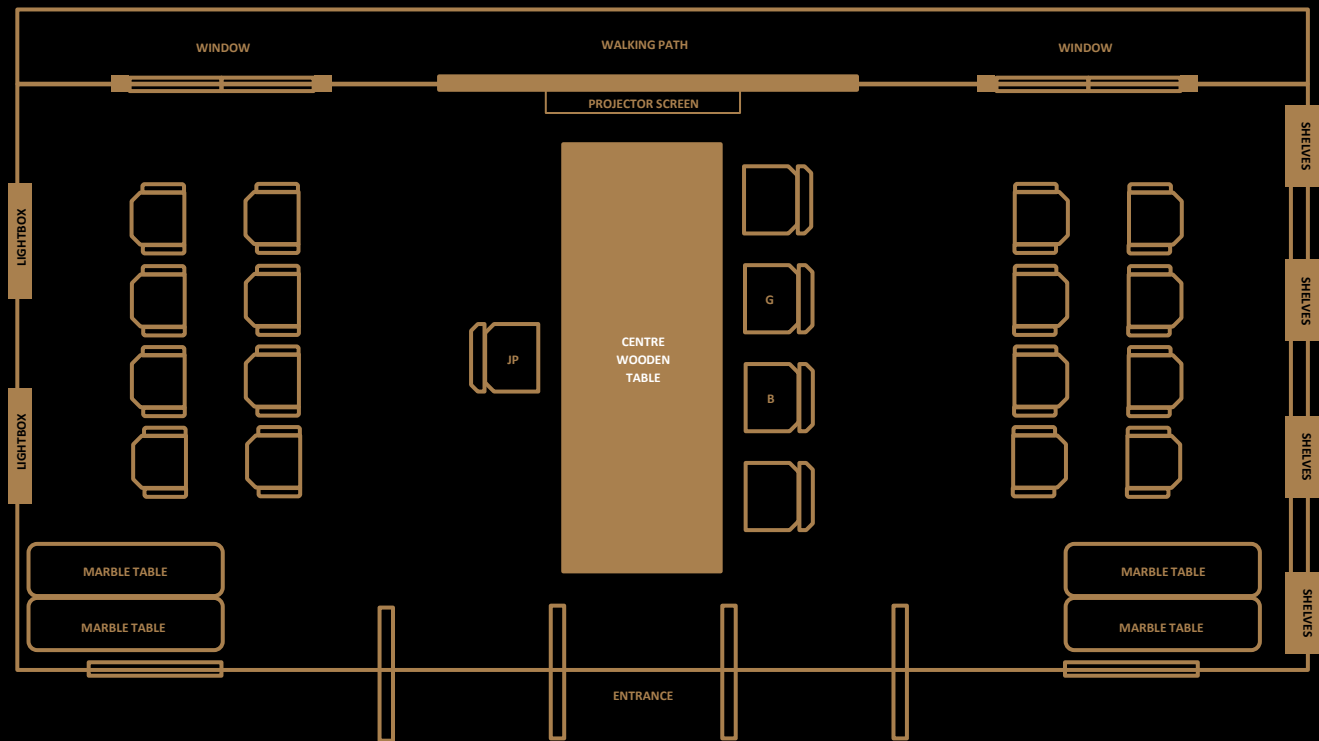 WALKING PATH
WINDOW
WINDOW
PROJECTOR SCREEN
SHELVES
LIGHTBOX
G
SHELVES
CENTRE
WOODEN
TABLE
JP
B
LIGHTBOX
SHELVES
MARBLE TABLE
MARBLE TABLE
SHELVES
MARBLE TABLE
MARBLE TABLE
ENTRANCE